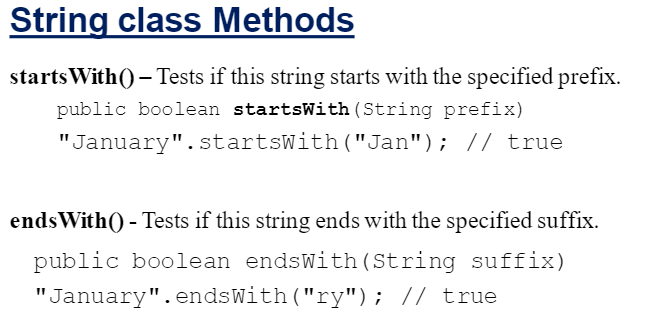 String class Methods
startsWith() – Tests if this string starts with the specified prefix.
public boolean startsWith(String prefix)
"January".startsWith("Jan"); // true
endsWith() - Tests if this string ends with the specified suffix.
public boolean endsWith(String suffix)
"January".endsWith("ry"); // true